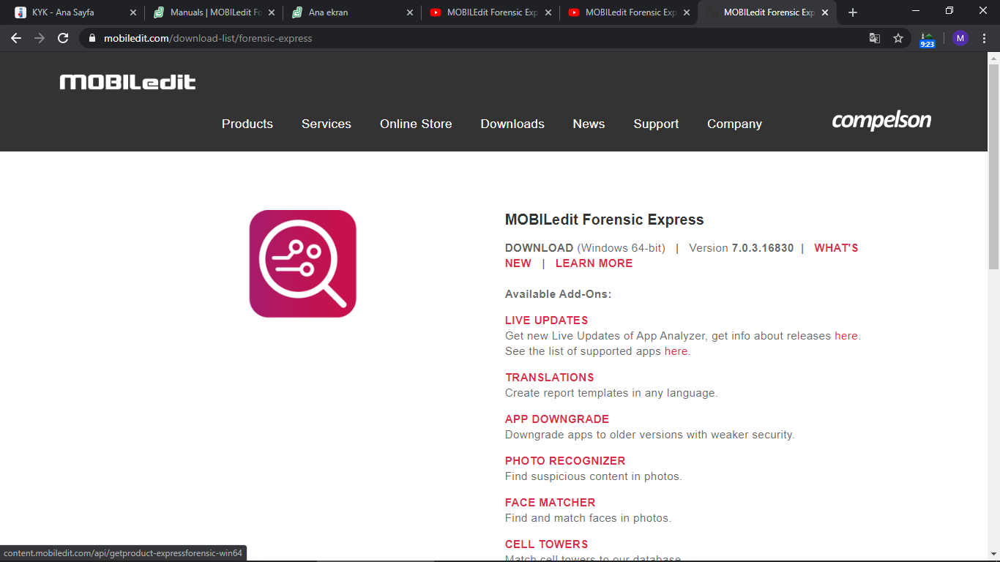 KYK - Ana Sayfa
Manuals | MOBILedit Fo
Ana ekran
MOBILEdit Forensic Exp
MOBILedit Forensic Exp
MOBILedit Forensic Exp
mobiledit.com/download-list/forensic-express
9:23
M
MOBILedit
Products Services Online Store Downloads News Support Company
compelson
MOBILedit Forensic Express
DOWNLOAD (Windows 64-bit) | Version 7.0.3.16830 | WHAT'S
NEW | LEARN MORE
Available Add-Ons:
LIVE UPDATES
Get new Live Updates of App Analyzer, get info about releases here.
See the list of supported apps here.
TRANSLATIONS
Create report templates in any language.
APP DOWNGRADE
Downgrade apps to older versions with weaker security.
PHOTO RECOGNIZER
Find suspicious content in photos.
FACE MATCHER
Find and match faces in photos.
CELL TOWERS
Match cell towers to our database.
content.mobiledit.com/api/getproduct-expressforensic-win64